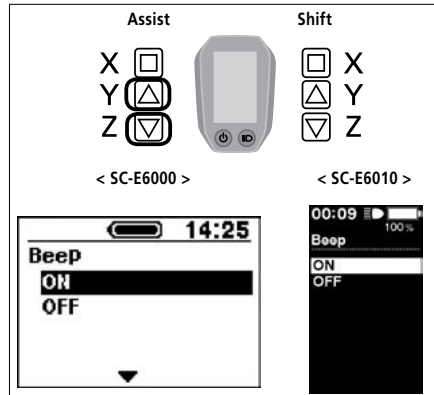 Assist Shift
X X
Y Y
Z Z
< SC-E6000 > < SC-E6010 >
14:25
Beep
ON
OFF
00:09
100%
Beep
ON
OFF